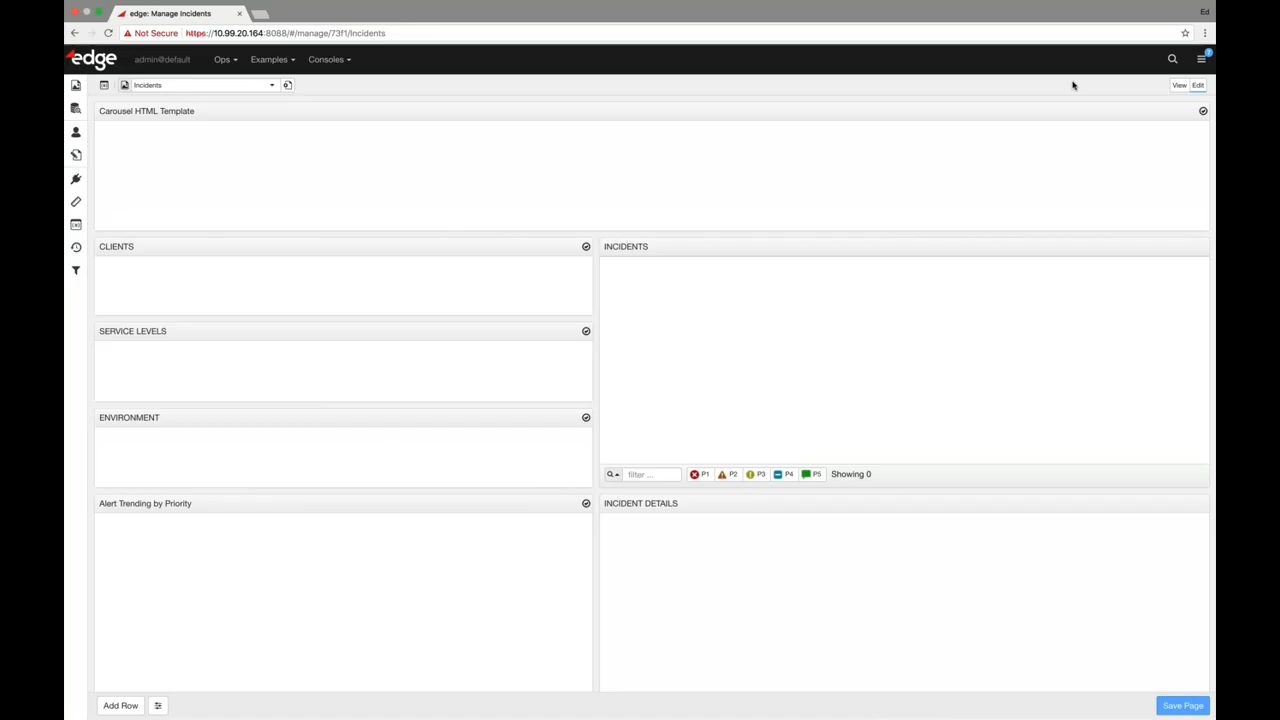 edge: Manage Incidents
Ed
Not Secure https://10.99.20.164:8088/#/manage/73f1/Incidents
edge admin@default Ops Examples Consoles
7
Incidents
View Edit
Carousel HTML Template
CLIENTS
INCIDENTS
SERVICE LEVELS
ENVIRONMENT
filter ... P1 P2 P3 P4 P5 Showing 0
Alert Trending by Priority
INCIDENT DETAILS
Add Row
Save Page